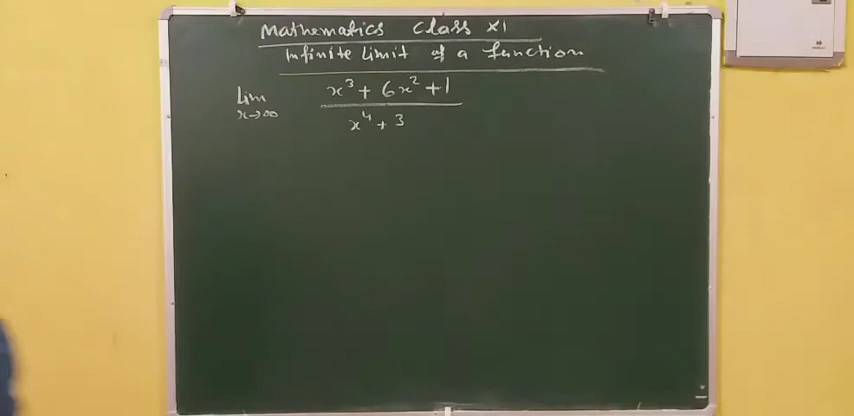 Mathematics Class XI
Infinite Limit of a function
lim x→∞ (x³ + 6x² + 1) / (x⁴ + 3)